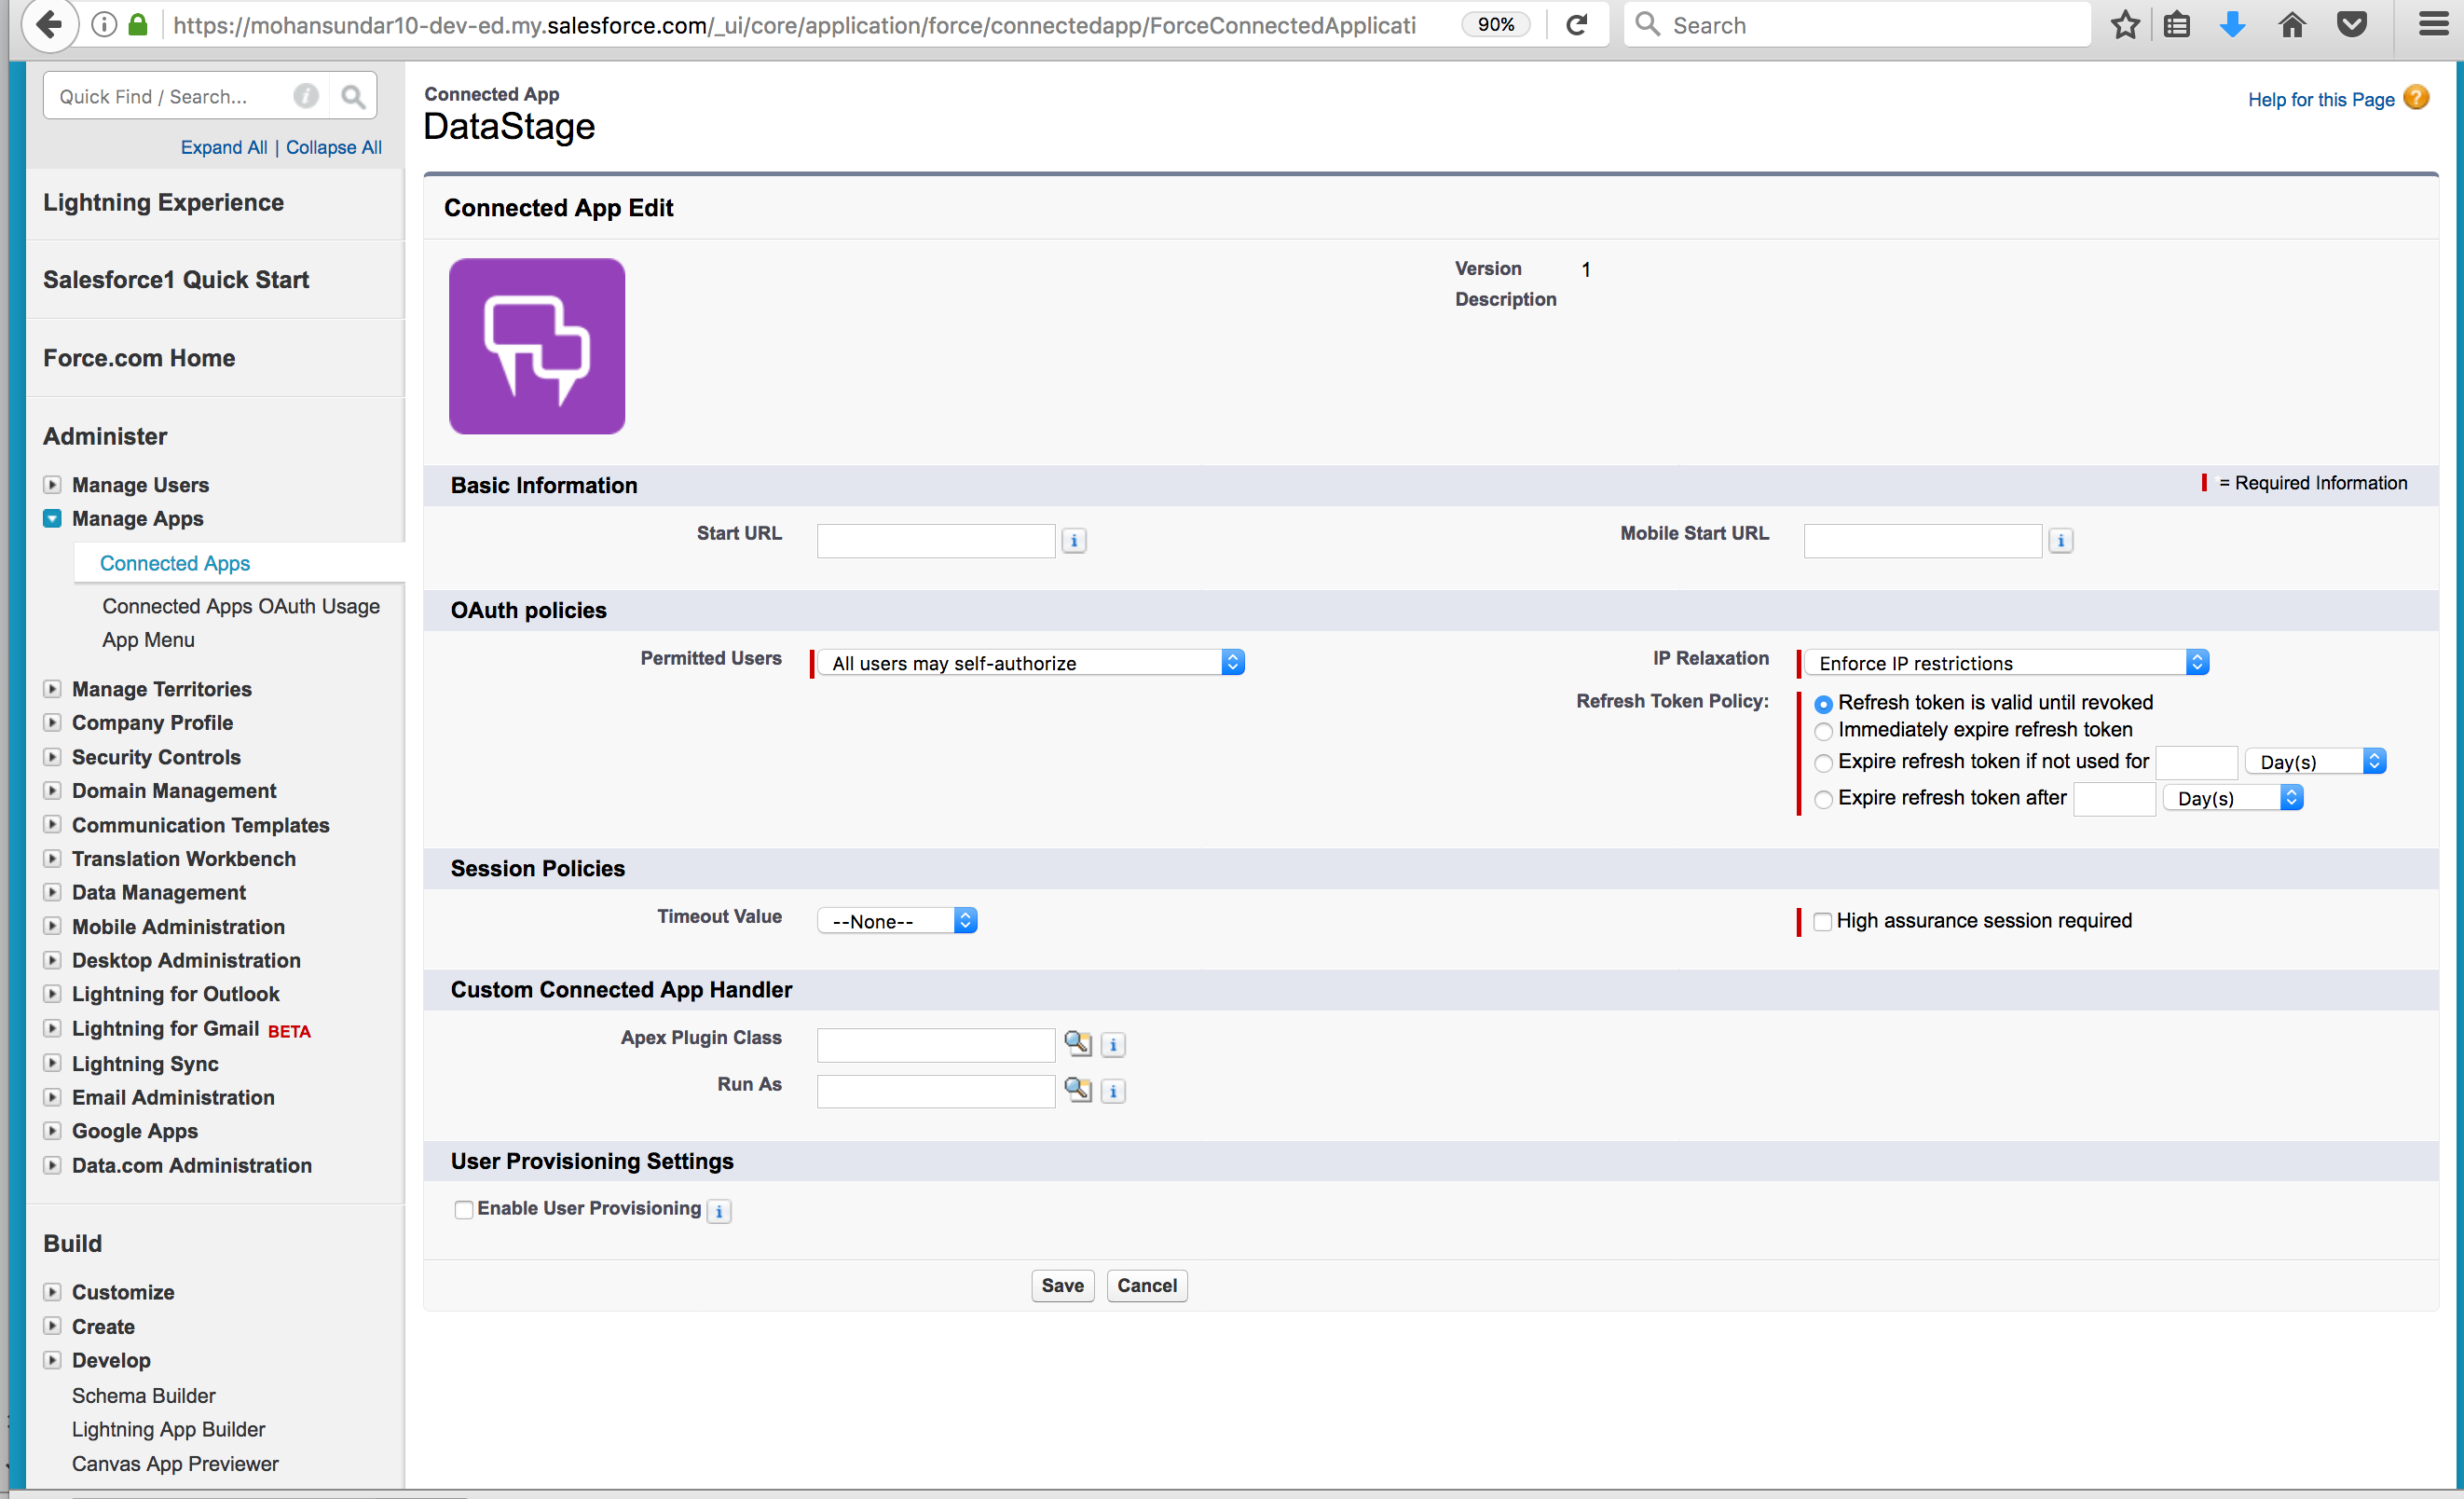 https://mohansundar10-dev-ed.my.salesforce.com/_ui/core/application/force/connectedapp/ForceConnectedApplicati
90%
Search
Quick Find / Search...
Expand All | Collapse All
Lightning Experience
Salesforce1 Quick Start
Force.com Home
Administer
Manage Users
Manage Apps
Connected Apps
Connected Apps OAuth Usage
App Menu
Manage Territories
Company Profile
Security Controls
Domain Management
Communication Templates
Translation Workbench
Data Management
Mobile Administration
Desktop Administration
Lightning for Outlook
Lightning for Gmail BETA
Lightning Sync
Email Administration
Google Apps
Data.com Administration
Build
Customize
Create
Develop
Schema Builder
Lightning App Builder
Canvas App Previewer
Connected App
DataStage
Help for this Page
Connected App Edit
Version 1
Description
Basic Information
= Required Information
Start URL
Mobile Start URL
OAuth policies
Permitted Users All users may self-authorize
IP Relaxation Enforce IP restrictions
Refresh Token Policy: Refresh token is valid until revoked
Immediately expire refresh token
Expire refresh token if not used for Day(s)
Expire refresh token after Day(s)
Session Policies
Timeout Value --None--
High assurance session required
Custom Connected App Handler
Apex Plugin Class
Run As
User Provisioning Settings
Enable User Provisioning
Save Cancel